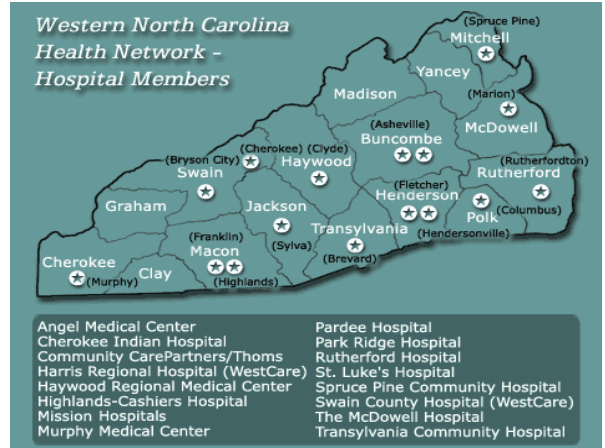 Western North Carolina
Health Network –
Hospital Members
(Spruce Pine)
Mitchell
Yancey
Madison
(Marion)
McDowell
(Asheville)
Buncombe
(Cherokee) (Clyde)
Haywood
(Bryson City)
Swain
(Rutherfordton)
Rutherford
(Fletcher)
Henderson
Graham
Jackson
Transylvania
Polk
(Columbus)
(Franklin)
Macon
(Sylva)
(Brevard)
(Hendersonville)
Cherokee
(Murphy)
Clay
(Highlands)
Angel Medical Center
Cherokee Indian Hospital
Community CarePartners/Thoms
Harris Regional Hospital (WestCare)
Haywood Regional Medical Center
Highlands-Cashiers Hospital
Mission Hospitals
Murphy Medical Center
Pardee Hospital
Park Ridge Hospital
Rutherford Hospital
St. Luke's Hospital
Spruce Pine Community Hospital
Swain County Hospital (WestCare)
The McDowell Hospital
Transylvania Community Hospital